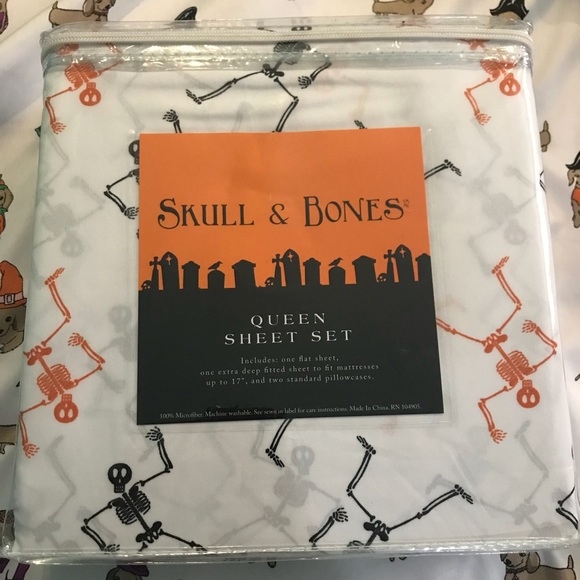 SKULL & BONES
QUEEN
SHEET SET
Includes: one flat sheet,
one extra deep fitted sheet to fit mattresses
up to 17", and two standard pillowcases.
100% Microfiber. Machine washable. See sewn in label for care instructions. Made In China. RN 104905.